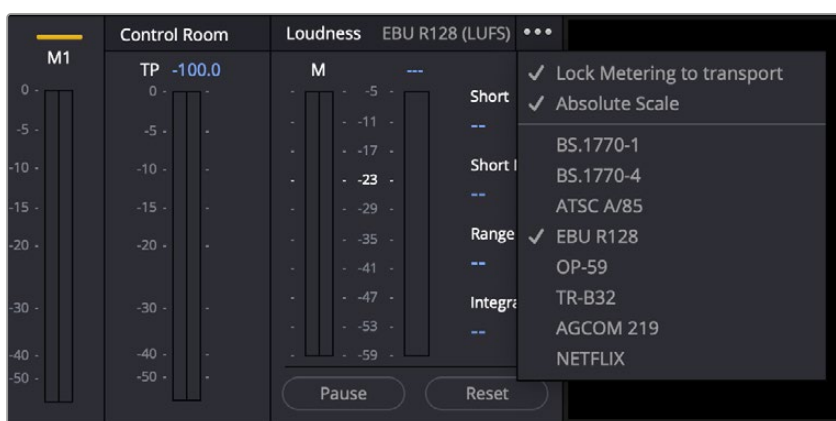 M1
0
-5
-10
-15
-20
-30
-40
-50
Control Room
TP -100.0
0
-5
-10
-15
-20
-30
-40
-50
Loudness EBU R128 (LUFS) •••
M ---
-5
-11
-17
-23
-29
-35
-41
-47
-53
-59
Short
--
Short
--
Range
--
--
Pause Reset
✓ Lock Metering to transport
✓ Absolute Scale
BS.1770-1
BS.1770-4
ATSC A/85
✓ EBU R128
OP-59
TR-B32
AGCOM 219
NETFLIX